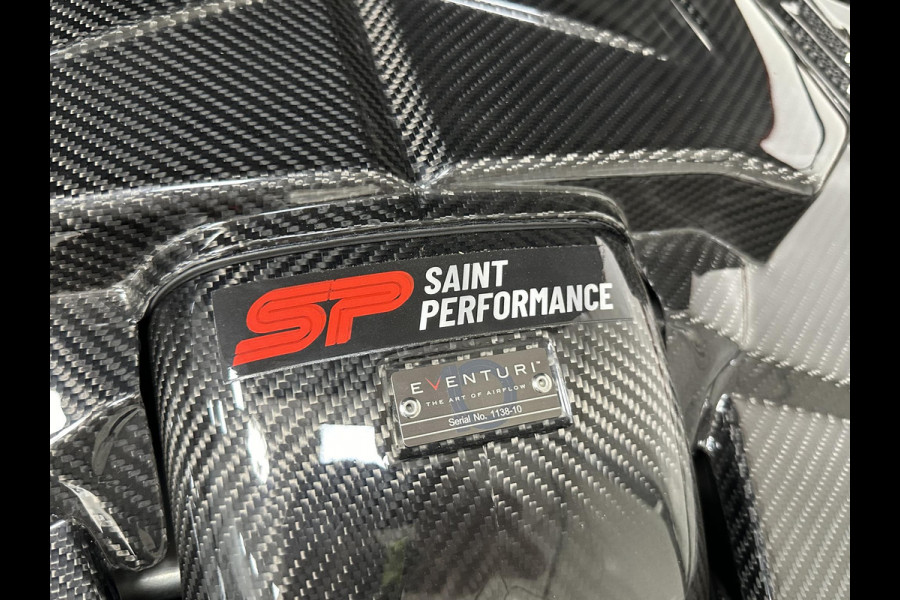 SP SAINT
PERFORMANCE
EVENTURI
THE ART OF AIRFLOW
Serial No. 1138-10